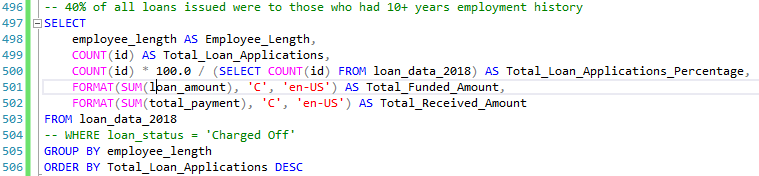 496 -- 40% of all loans issued were to those who had 10+ years employment history
497 SELECT
498 employee_length AS Employee_Length,
499 COUNT(id) AS Total_Loan_Applications,
500 COUNT(id) * 100.0 / (SELECT COUNT(id) FROM loan_data_2018) AS Total_Loan_Applications_Percentage,
501 FORMAT(SUM(loan_amount), 'C', 'en-US') AS Total_Funded_Amount,
502 FORMAT(SUM(total_payment), 'C', 'en-US') AS Total_Received_Amount
503 FROM loan_data_2018
504 -- WHERE loan_status = 'Charged Off'
505 GROUP BY employee_length
506 ORDER BY Total_Loan_Applications DESC